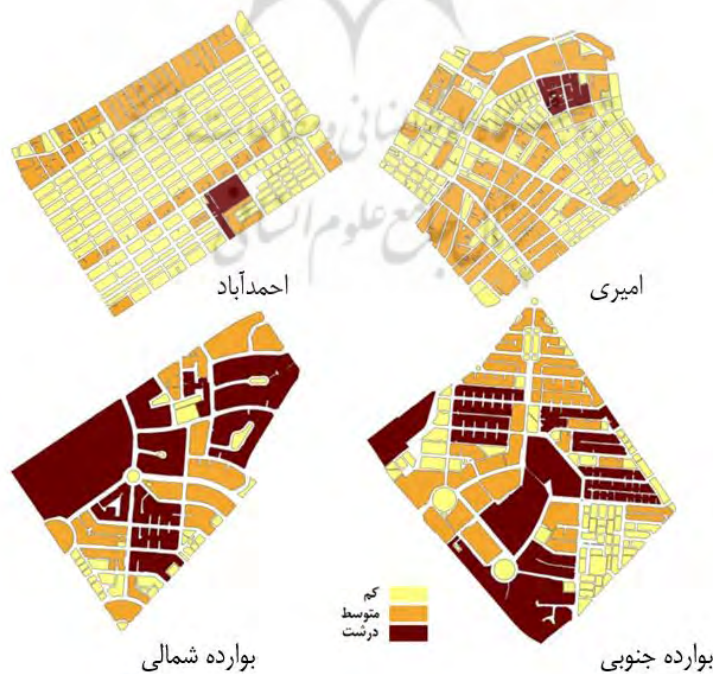 امیری
احمدآباد
کم
متوسط
درشت
بوارده جنوبی
بوارده شمالی